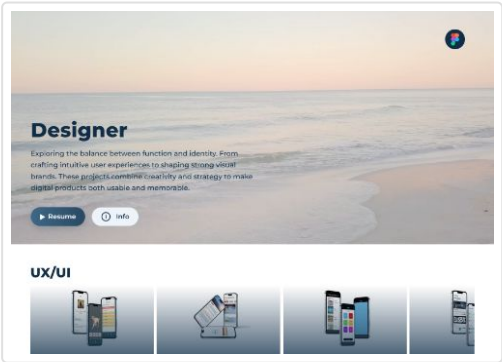 Designer
Exploring the balance between function and identity. From
crafting intuitive user experiences to shaping strong visual
brands. These projects combine creativity and strategy to make
digital products both usable and memorable.
Resume
Info
UX/UI